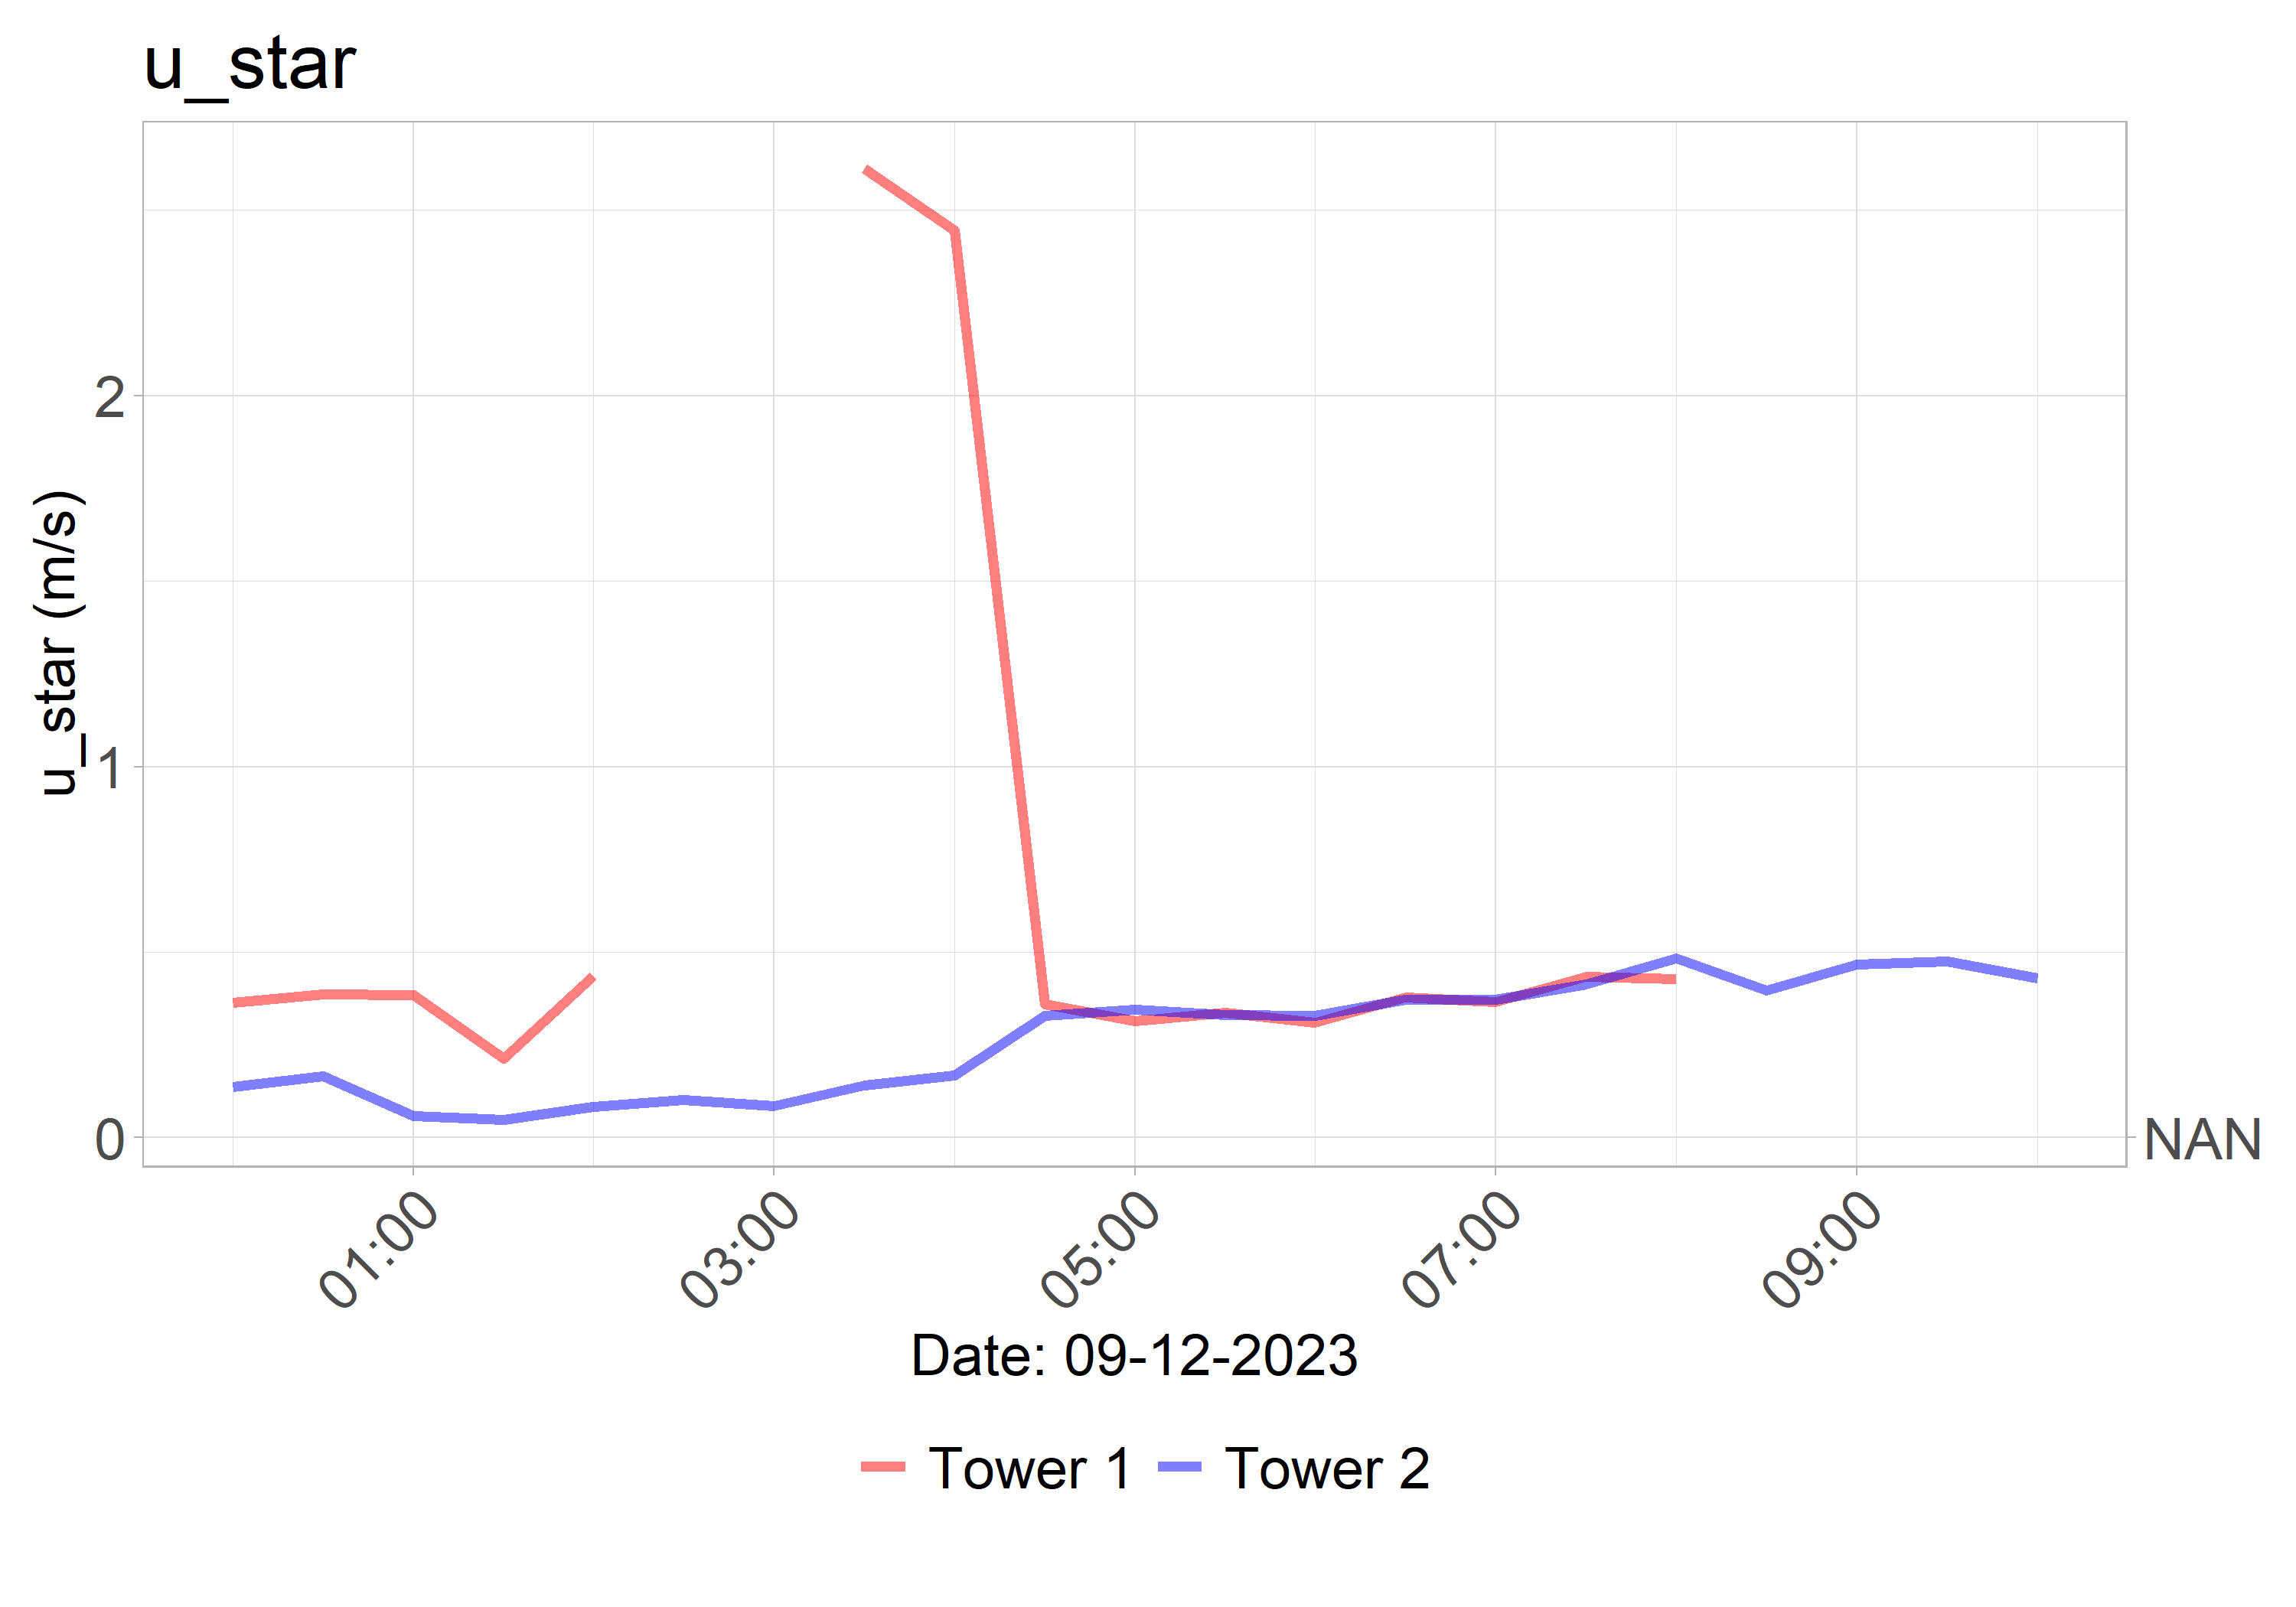 u_star
u_star (m/s)
2
1
0
NAN
01:00
03:00
05:00
07:00
09:00
Date: 09-12-2023
Tower 1
Tower 2